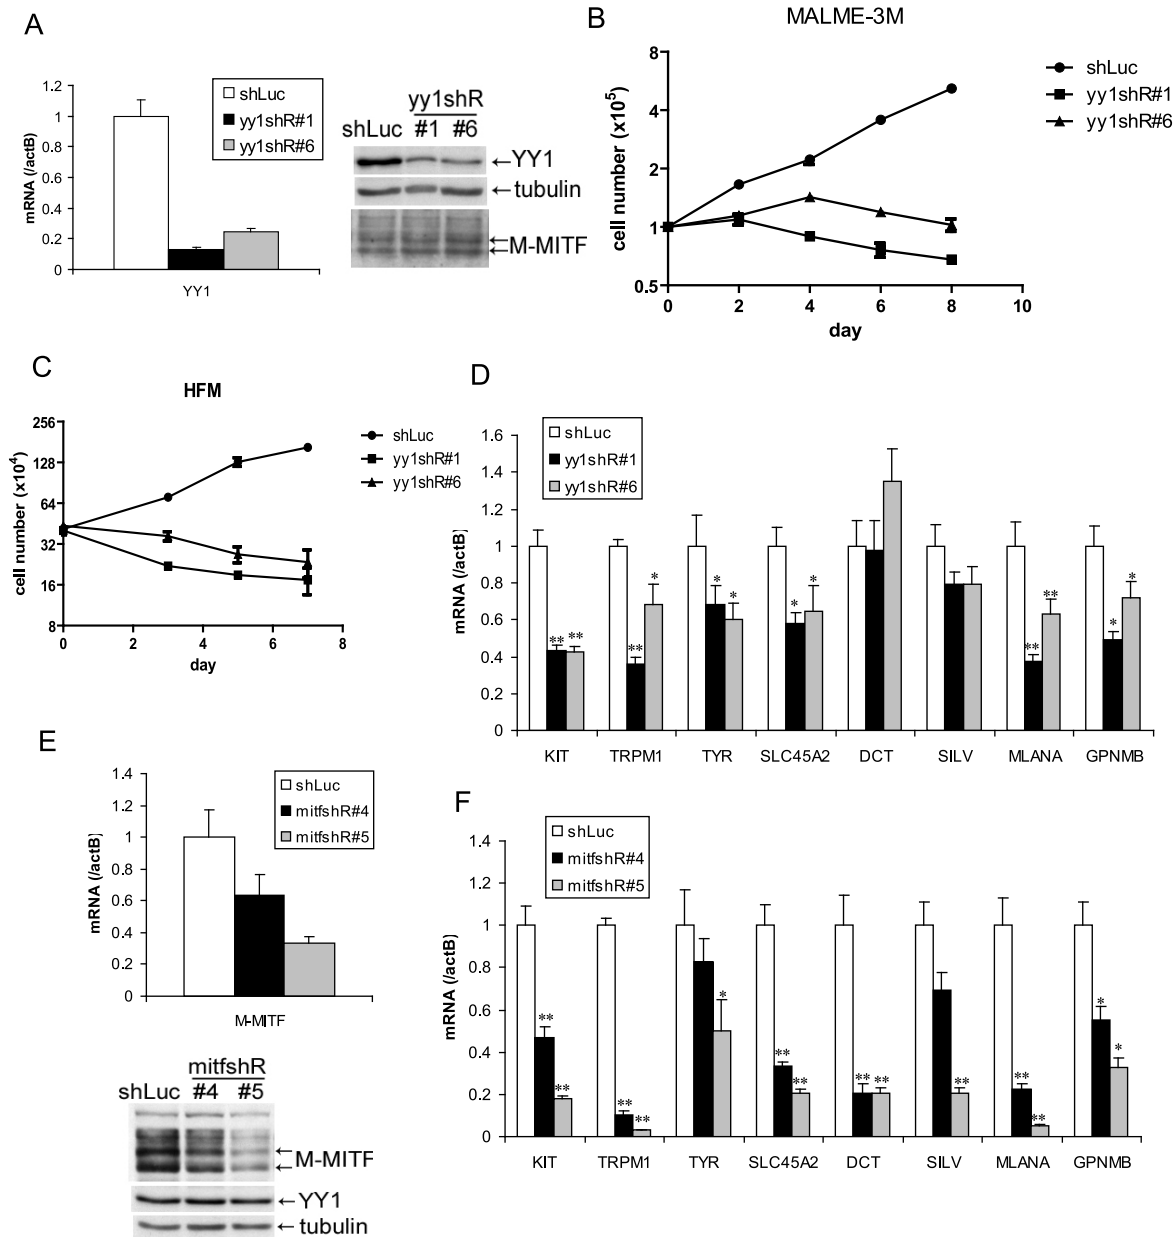 A
mRNA (/actB)
1.2
1
0.8
0.6
0.4
0.2
0
shLuc
yy1shR#1
yy1shR#6
YY1
yy1shR
shLuc #1 #6
←YY1
←tubulin
M-MITF
B
MALME-3M
cell number (x10⁵)
8
4
2
1
0.5
0 2 4 6 8 10
day
shLuc
yy1shR#1
yy1shR#6
C
HFM
cell number (x10⁴)
256
128
64
32
16
8
0 2 4 6 8
day
shLuc
yy1shR#1
yy1shR#6
D
mRNA (/actB)
1.6
1.4
1.2
1
0.8
0.6
0.4
0.2
0
shLuc
yy1shR#1
yy1shR#6
** ** ** * * * * * ** ** * *
KIT TRPM1 TYR SLC45A2 DCT SILV MLANA GPNMB
E
mRNA (/actB)
1.4
1.2
1
0.8
0.6
0.4
0.2
0
shLuc
mitfshR#4
mitfshR#5
M-MITF
mitfshR
shLuc #4 #5
M-MITF
←YY1
←tubulin
F
mRNA (/actB)
1.4
1.2
1
0.8
0.6
0.4
0.2
0
shLuc
mitfshR#4
mitfshR#5
** ** ** ** * ** ** ** ** ** ** ** * *
KIT TRPM1 TYR SLC45A2 DCT SILV MLANA GPNMB